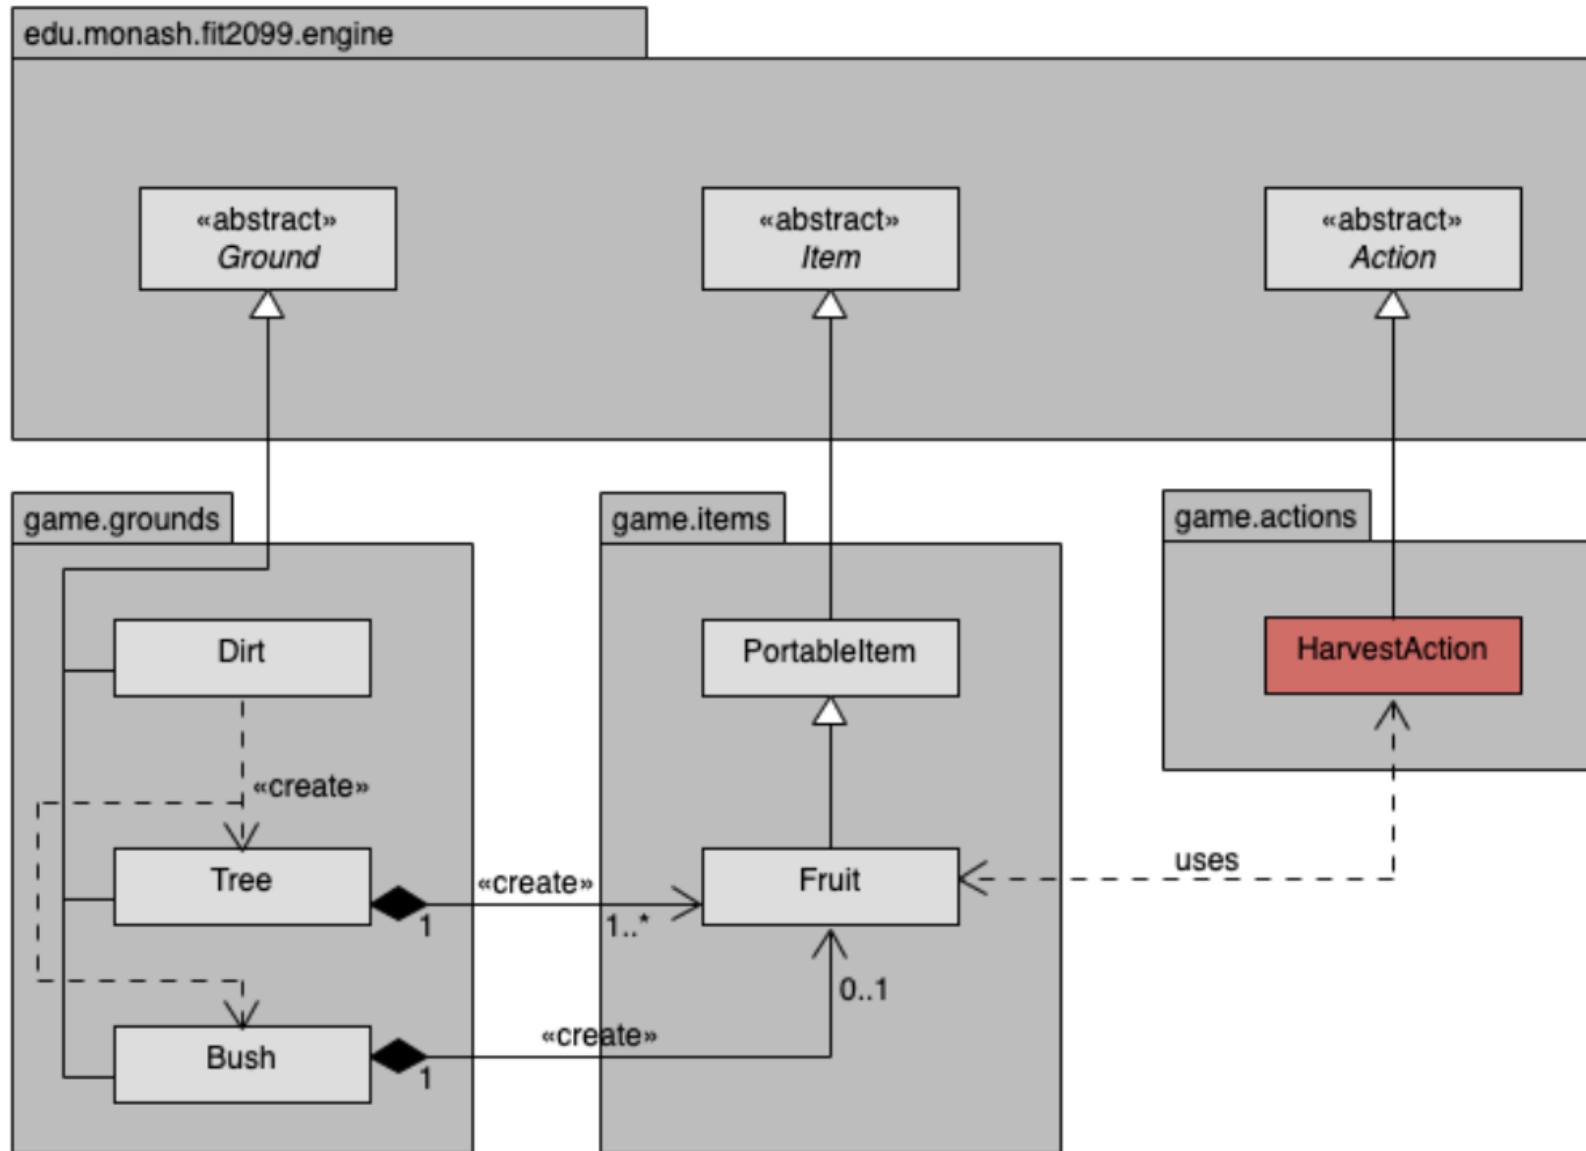 edu.monash.fit2099.engine
«abstract»
Ground
«abstract»
Item
«abstract»
Action
game.grounds
game.items
game.actions
Dirt
PortableItem
HarvestAction
«create»
Tree
«create»
1
1..*
Fruit
uses
0..1
Bush
1
«create»